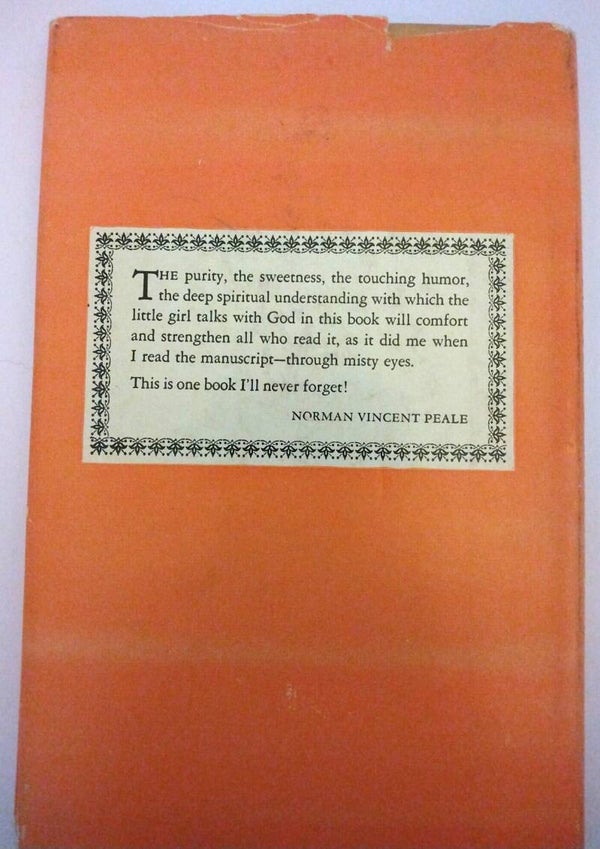 THE purity, the sweetness, the touching humor,
the deep spiritual understanding with which the
little girl talks with God in this book will comfort
and strengthen all who read it, as it did me when
I read the manuscript—through misty eyes.
This is one book I'll never forget!
NORMAN VINCENT PEALE